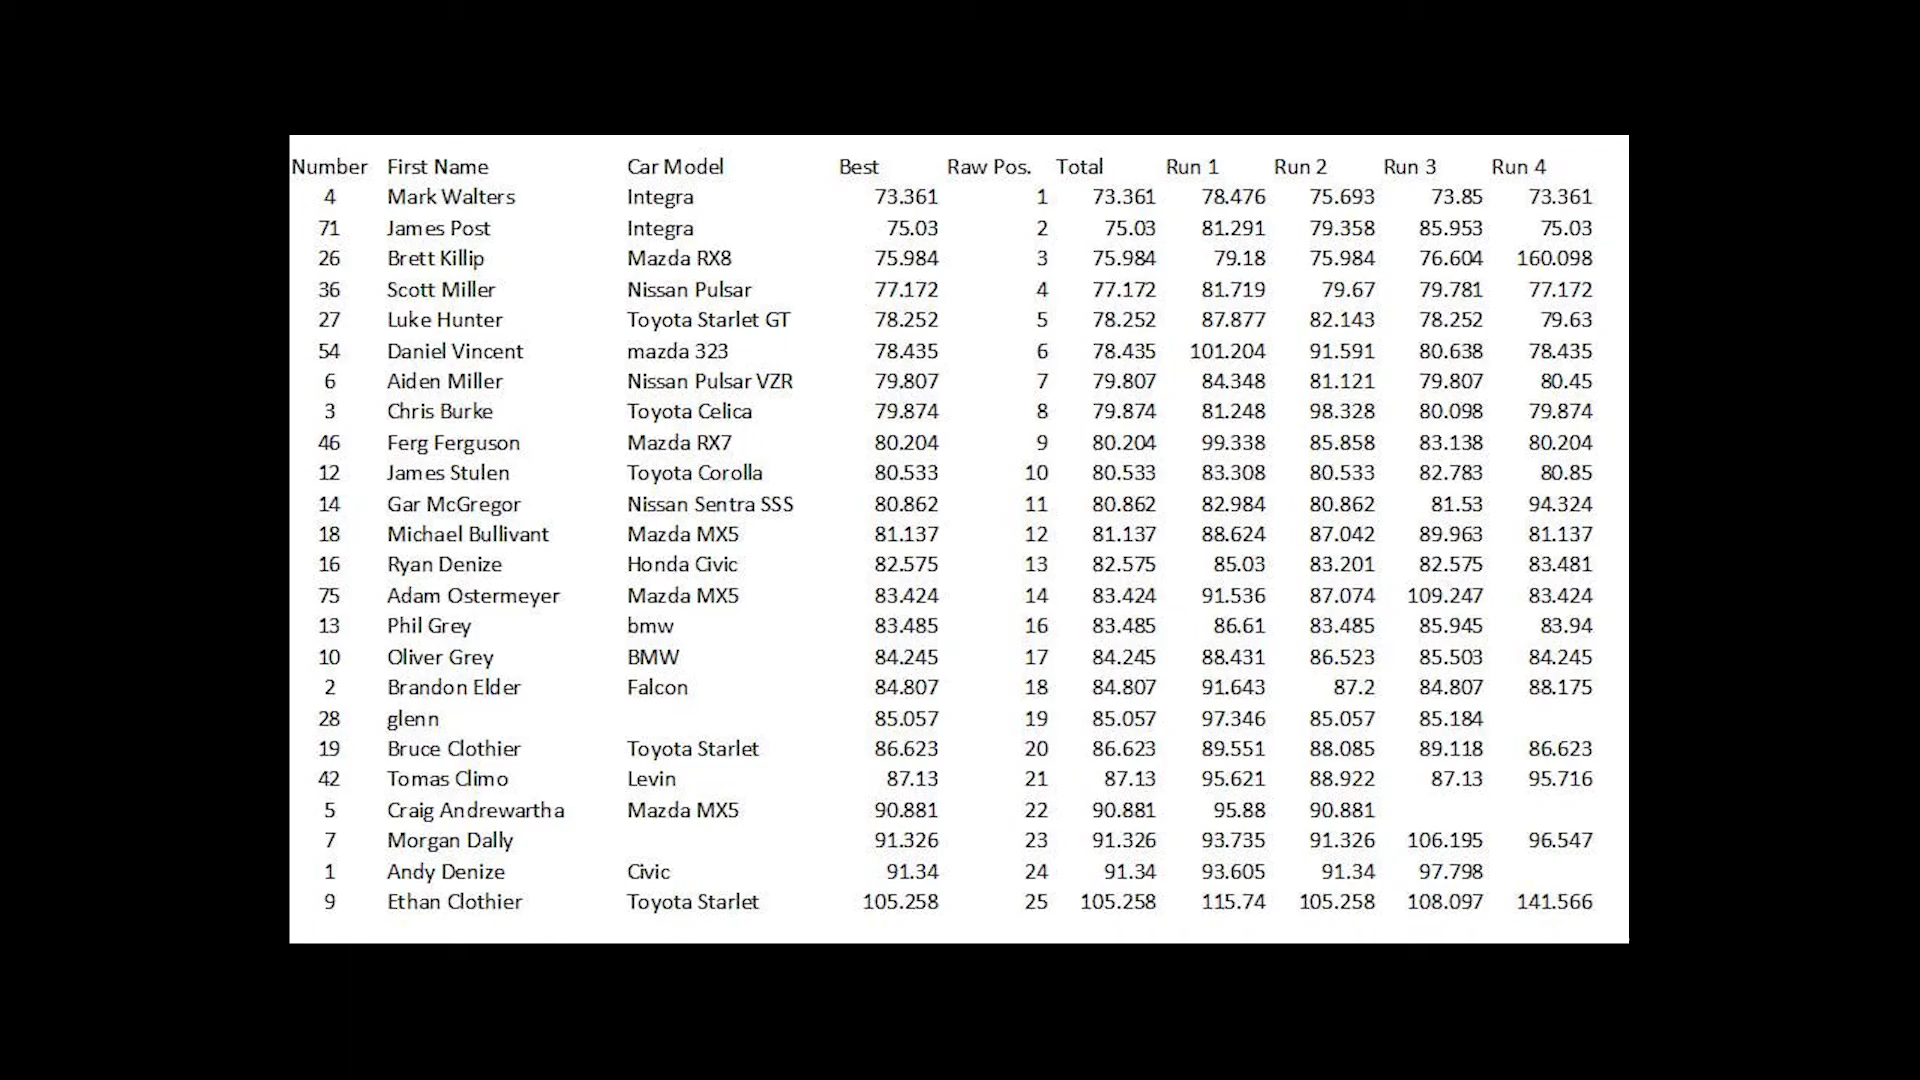 Number First Name Car Model Best Raw Pos. Total Run 1 Run 2 Run 3 Run 4
4 Mark Walters Integra 73.361 1 73.361 78.476 75.693 73.85 73.361
71 James Post Integra 75.03 2 75.03 81.291 79.358 85.953 75.03
26 Brett Killip Mazda RX8 75.984 3 75.984 79.18 75.984 76.604 160.098
36 Scott Miller Nissan Pulsar 77.172 4 77.172 81.719 79.67 79.781 77.172
27 Luke Hunter Toyota Starlet GT 78.252 5 78.252 87.877 82.143 78.252 79.63
54 Daniel Vincent mazda 323 78.435 6 78.435 101.204 91.591 80.638 78.435
6 Aiden Miller Nissan Pulsar VZR 79.807 7 79.807 84.348 81.121 79.807 80.45
3 Chris Burke Toyota Celica 79.874 8 79.874 81.248 98.328 80.098 79.874
46 Ferg Ferguson Mazda RX7 80.204 9 80.204 99.338 85.858 83.138 80.204
12 James Stulen Toyota Corolla 80.533 10 80.533 83.308 80.533 82.783 80.85
14 Gar McGregor Nissan Sentra SSS 80.862 11 80.862 82.984 80.862 81.53 94.324
18 Michael Bullivant Mazda MX5 81.137 12 81.137 88.624 87.042 89.963 81.137
16 Ryan Denize Honda Civic 82.575 13 82.575 85.03 83.201 82.575 83.481
75 Adam Ostermeyer Mazda MX5 83.424 14 83.424 91.536 87.074 109.247 83.424
13 Phil Grey bmw 83.485 16 83.485 86.61 83.485 85.945 83.94
10 Oliver Grey BMW 84.245 17 84.245 88.431 86.523 85.503 84.245
2 Brandon Elder Falcon 84.807 18 84.807 91.643 87.2 84.807 88.175
28 glenn 85.057 19 85.057 97.346 85.057 85.184
19 Bruce Clothier Toyota Starlet 86.623 20 86.623 89.551 88.085 89.118 86.623
42 Tomas Climo Levin 87.13 21 87.13 95.621 88.922 87.13 95.716
5 Craig Andrewartha Mazda MX5 90.881 22 90.881 95.88 90.881
7 Morgan Dally 91.326 23 91.326 93.735 91.326 106.195 96.547
1 Andy Denize Civic 91.34 24 91.34 93.605 91.34 97.798
9 Ethan Clothier Toyota Starlet 105.258 25 105.258 115.74 105.258 108.097 141.566